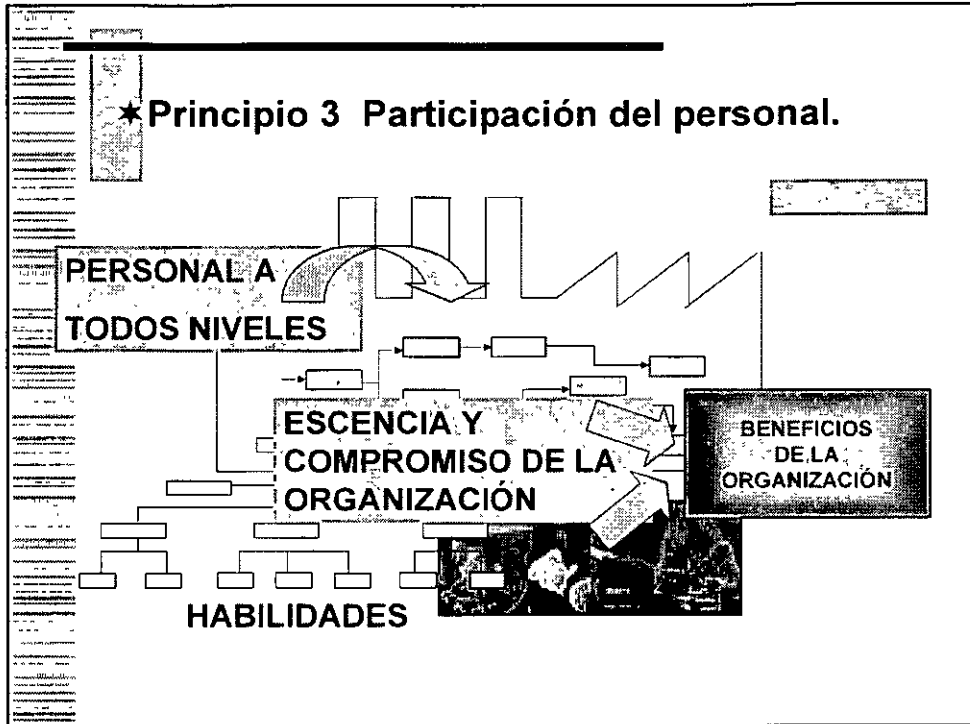 ✶Principio 3 Participación del personal.
PERSONAL A
TODOS NIVELES
ESCENCIA Y
COMPROMISO DE LA
ORGANIZACIÓN
BENEFICIOS
DE LA
ORGANIZACIÓN
HABILIDADES